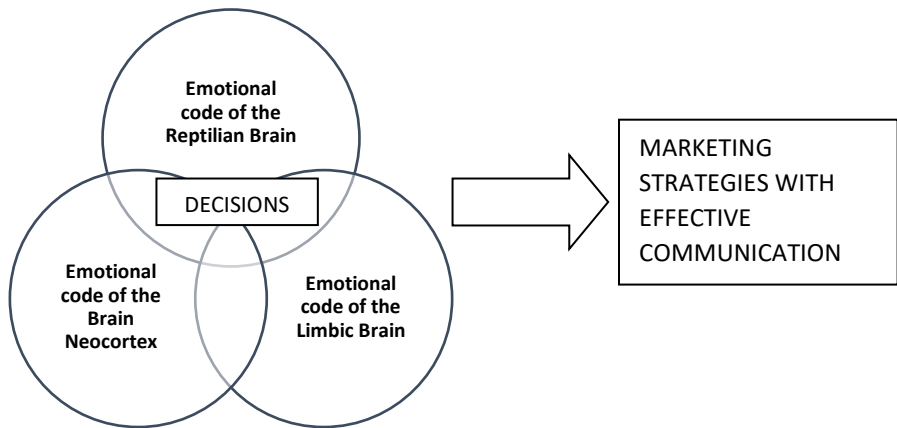 Emotional
code of the
Reptilian Brain
DECISIONS
Emotional
code of the
Brain
Neocortex
Emotional
code of the
Limbic Brain
MARKETING
STRATEGIES WITH
EFFECTIVE
COMMUNICATION